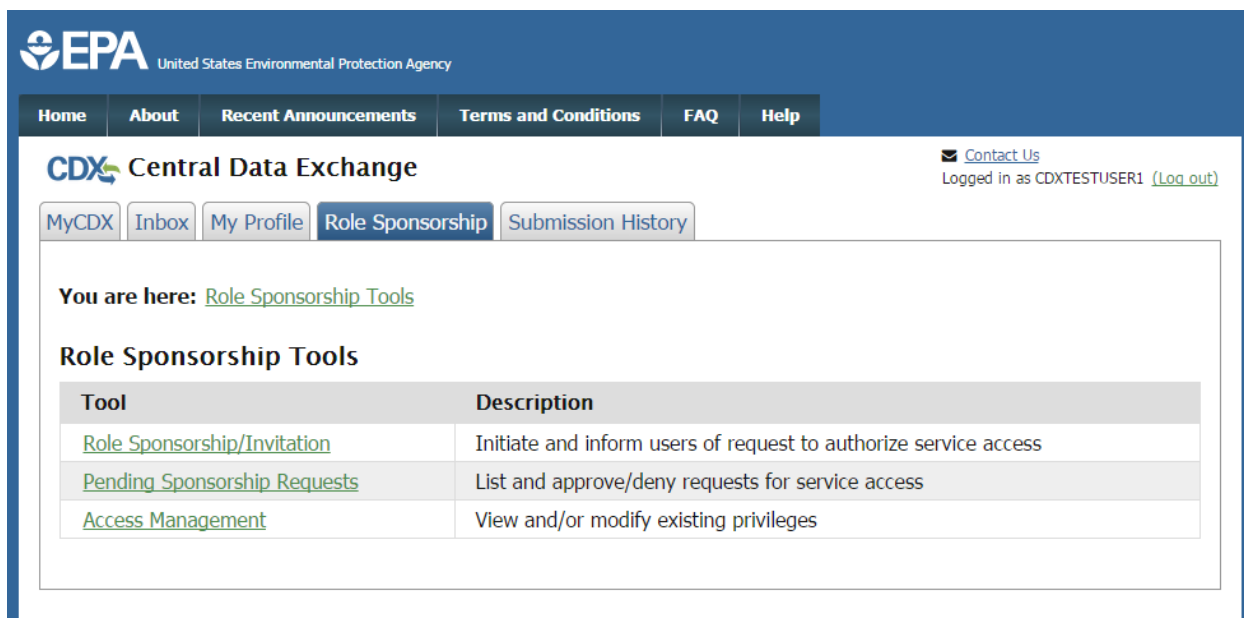 EPA United States Environmental Protection Agency
Home About Recent Announcements Terms and Conditions FAQ Help
CDX Central Data Exchange
Contact Us
Logged in as CDXTESTUSER1 (Log out)
MyCDX Inbox My Profile Role Sponsorship Submission History
You are here: Role Sponsorship Tools
Role Sponsorship Tools
Tool Description
Role Sponsorship/Invitation Initiate and inform users of request to authorize service access
Pending Sponsorship Requests List and approve/deny requests for service access
Access Management View and/or modify existing privileges